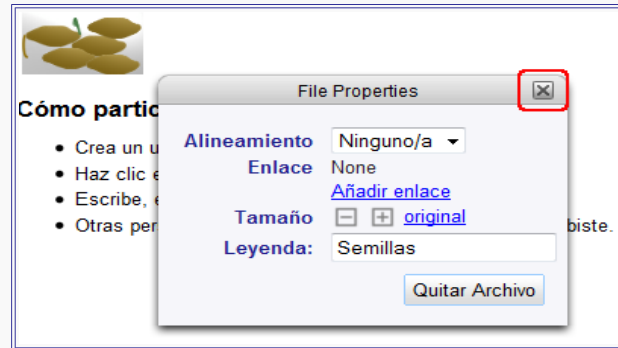 File Properties
Cómo partic
Alineamiento Ninguno/a
• Crea un u
Enlace None
• Haz clic e
Añadir enlace
• Escribe, e
Tamaño original
• Otras per biste.
Leyenda: Semillas
Quitar Archivo